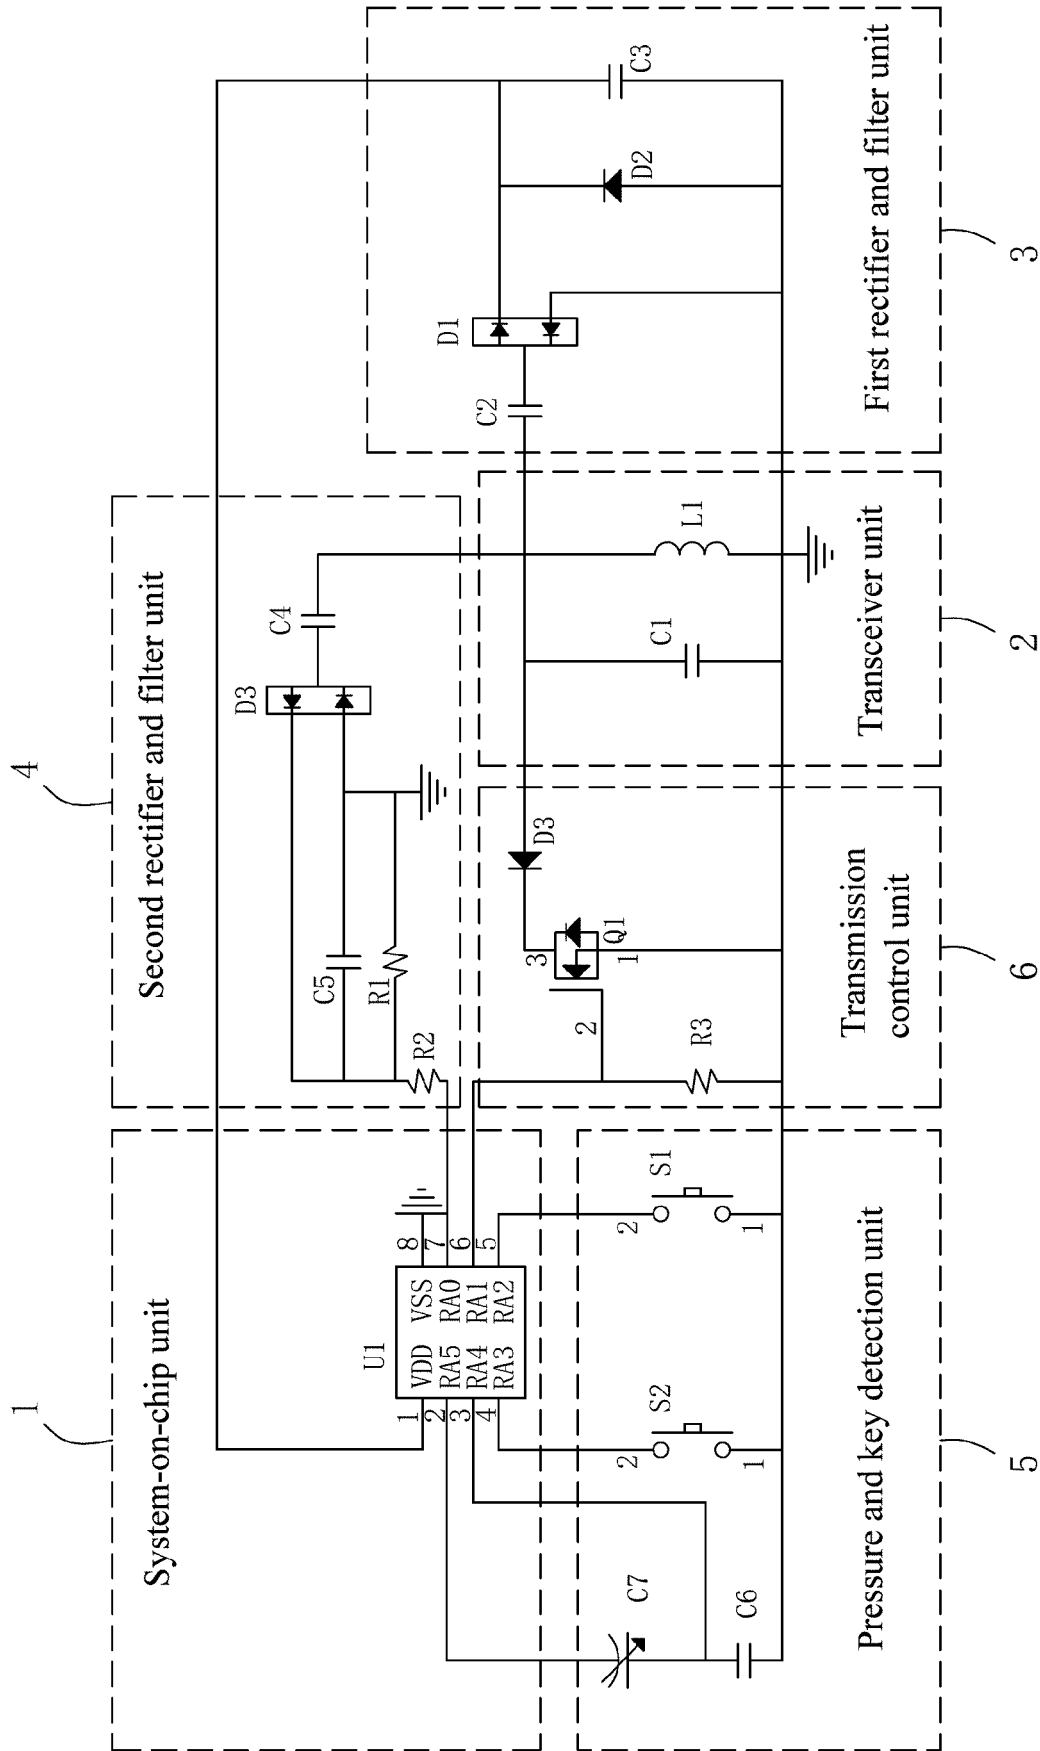 1
System-on-chip unit
U1
1
2
3
4
VDD
RA5
RA4
RA3
VSS
RA0
RA1
RA2
8
7
6
5
4
Second rectifier and filter unit
D3
C4
C5
R1
R2
Pressure and key detection unit
5
C7
C6
S2
2
1
S1
2
1
Transmission
control unit
6
R3
2
3
1
Q1
D3
Transceiver unit
2
C1
L1
First rectifier and filter unit
3
C2
D1
D2
C3